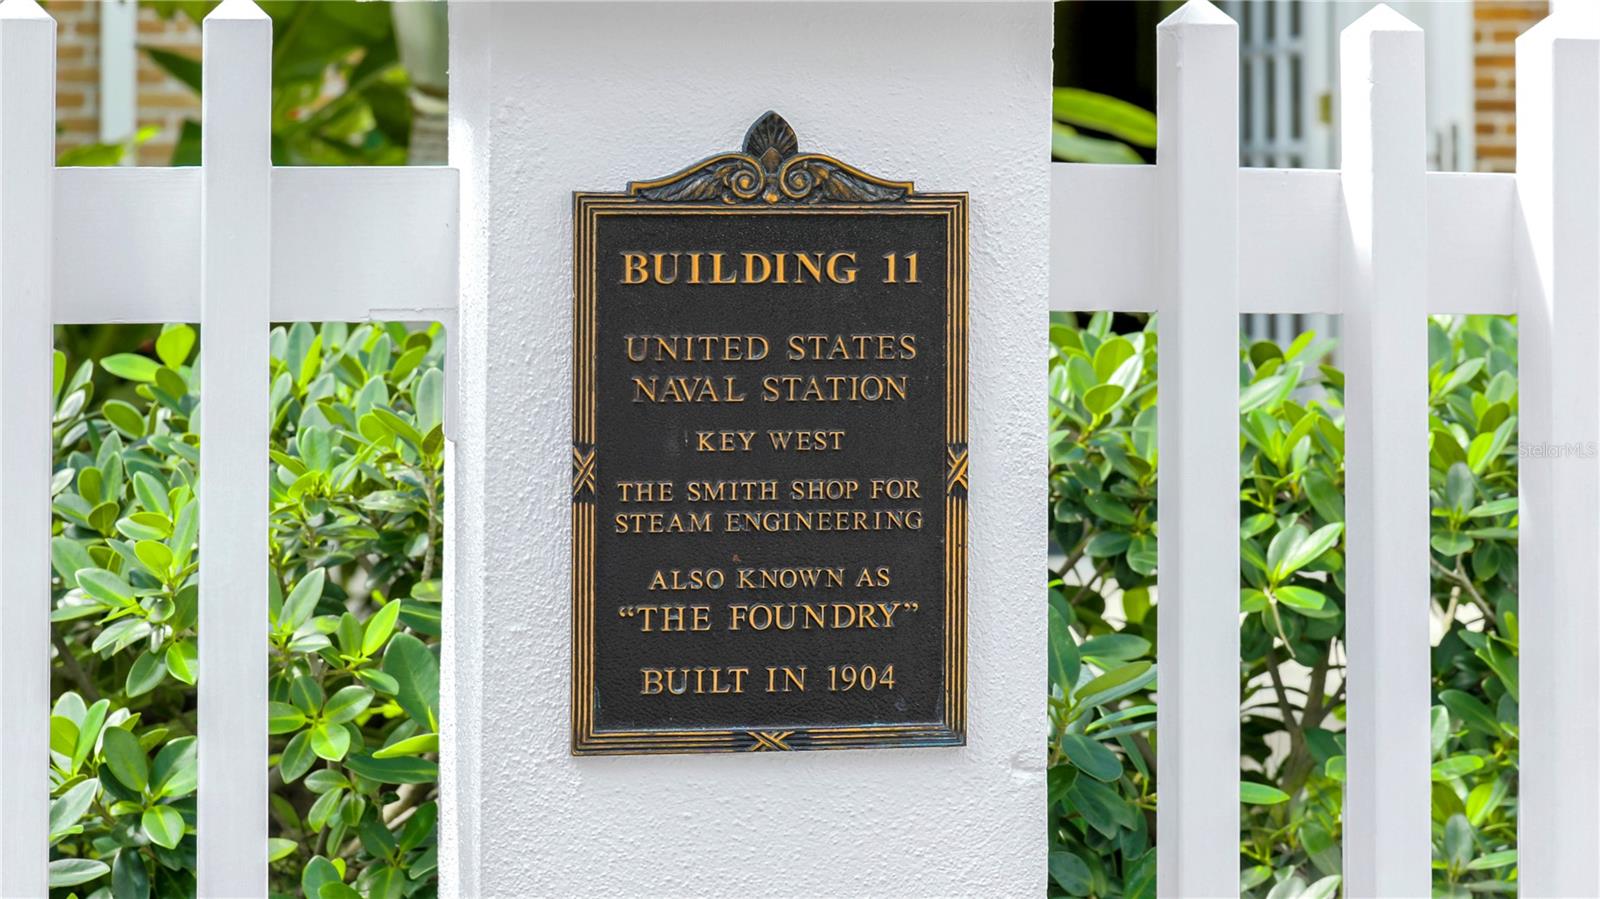 BUILDING 11
UNITED STATES
NAVAL STATION
KEY WEST
THE SMITH SHOP FOR
STEAM ENGINEERING
ALSO KNOWN AS
"THE FOUNDRY"
BUILT IN 1904
StellarMLS